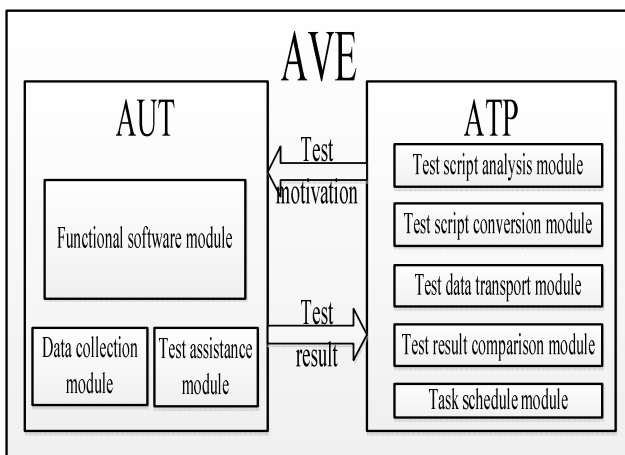 AVE
AUT
Functional software module
Data collection
module
Test assistance
module
Test
motivation
Test
result
ATP
Test script analysis module
Test script conversion module
Test data transport module
Test result comparison module
Task schedule module